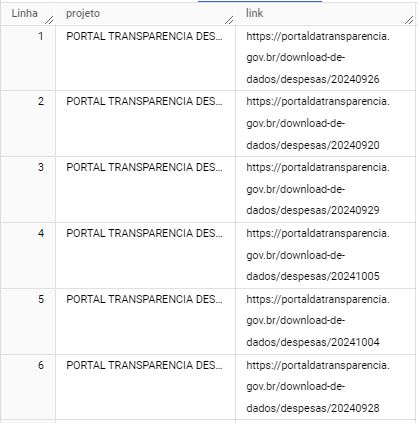 Linha projeto link
1 PORTAL TRANSPARENCIA DES... https://portaldatransparencia.
gov.br/download-de-
dados/despesas/20240926
2 PORTAL TRANSPARENCIA DES... https://portaldatransparencia.
gov.br/download-de-
dados/despesas/20240920
3 PORTAL TRANSPARENCIA DES... https://portaldatransparencia.
gov.br/download-de-
dados/despesas/20240929
4 PORTAL TRANSPARENCIA DES... https://portaldatransparencia.
gov.br/download-de-
dados/despesas/20241005
5 PORTAL TRANSPARENCIA DES... https://portaldatransparencia.
gov.br/download-de-
dados/despesas/20241004
6 PORTAL TRANSPARENCIA DES... https://portaldatransparencia.
gov.br/download-de-
dados/despesas/20240928